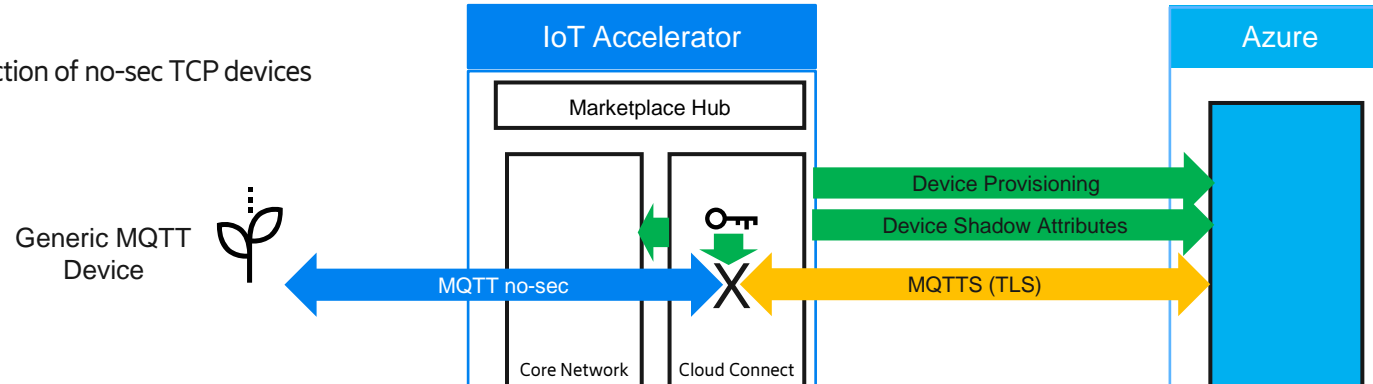 IoT Accelerator
Azure
ction of no-sec TCP devices
Marketplace Hub
Device Provisioning
Device Shadow Attributes
Generic MQTT
Device
MQTT no-sec
X
MQTTS (TLS)
Core Network
Cloud Connect